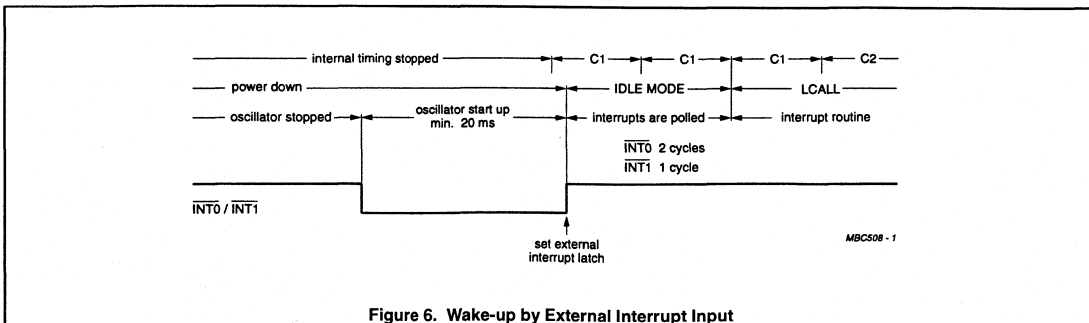 internal timing stopped C1 C1 C1 C2
power down IDLE MODE LCALL
oscillator stopped oscillator start up min. 20 ms interrupts are polled interrupt routine
INT0 2 cycles
INT1 1 cycle
INT0 / INT1
set external
interrupt latch
MBC508 - 1
Figure 6. Wake-up by External Interrupt Input